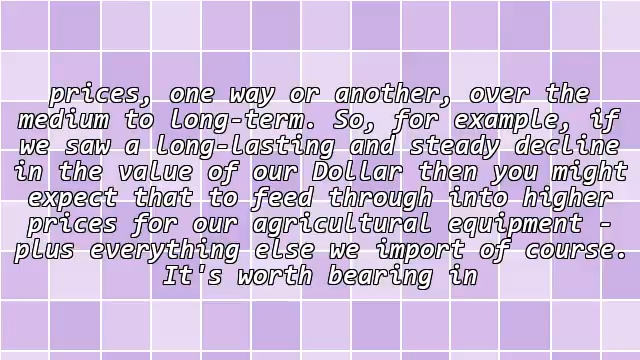 prices, one way or another, over the
medium to long-term. So, for example, if
we saw a long-lasting and steady decline
in the value of our Dollar then you might
expect that to feed through into higher
prices for our agricultural equipment -
plus everything else we import of course.
It's worth bearing in